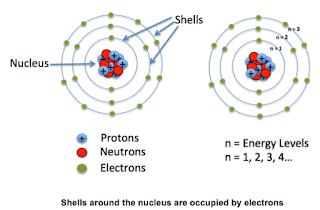 Shells
Nucleus
Protons
Neutrons
Electrons
n = 3
n = 2
n = 1
n = Energy Levels
n = 1, 2, 3, 4...
Shells around the nucleus are occupied by electrons